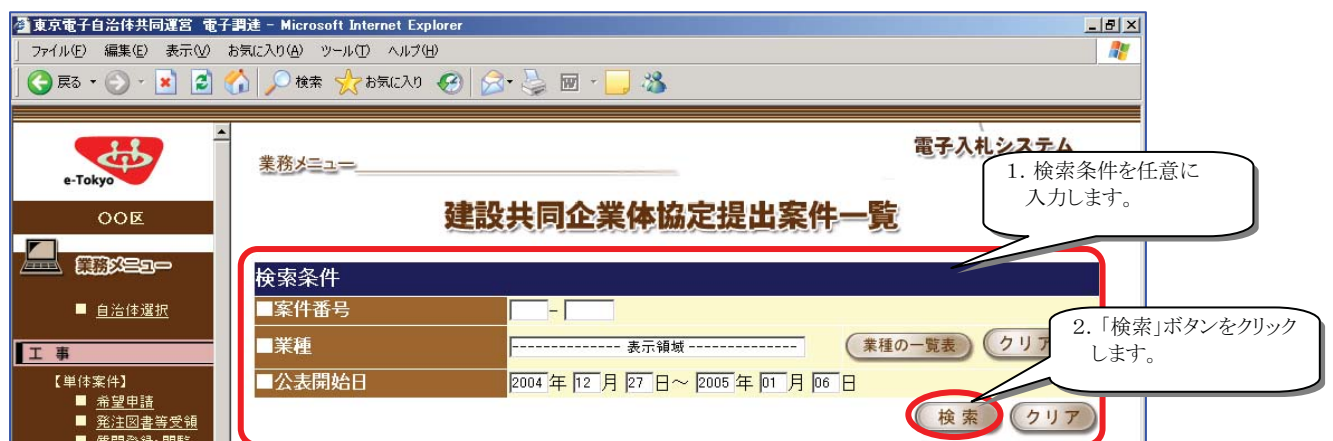 東京電子自治体共同運営 電子調達 - Microsoft Internet Explorer
ファイル(F) 編集(E) 表示(V) お気に入り(A) ツール(T) ヘルプ(H)
戻る 検索 お気に入り
e-Tokyo
〇〇区
業務メニュー
自治体選択
工 事
【単体案件】
希望申請
発注図書等受領
業務メニュー
電子入札システム
建設共同企業体協定提出案件一覧
検索条件
■案件番号 -
■業種 -------------- 表示領域 -------------- 業種の一覧表 クリア
■公表開始日 2004 年 12 月 27 日～ 2005 年 01 月 06 日
検 索 クリア
1. 検索条件を任意に
入力します。
2. 「検索」ボタンをクリック
します。